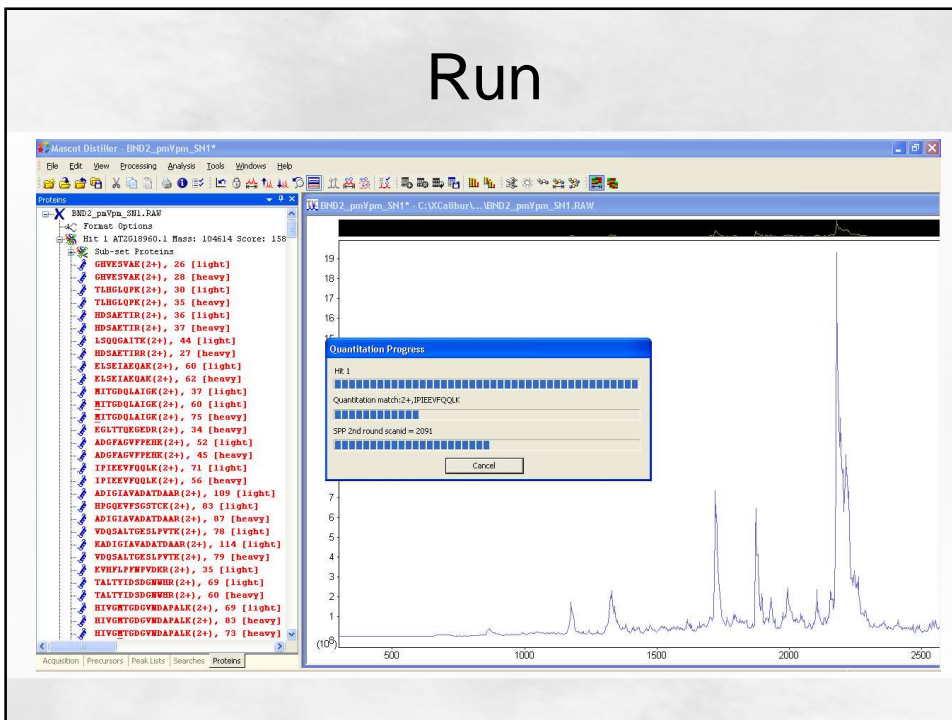 Run
Mascot Distiller - BND2_pmVpm_SN1*
File Edit View Processing Analysis Tools Windows Help
Proteins
BND2_pmVpm_SN1* - C:\XCalibur\...\BND2_pmVpm_SN1.RAW
BND2_pmVpm_SN1.RAW
Format Options
Hit 1 AT2G18960.1 Mass: 104614 Score: 158
Sub-set Proteins
GHVESVAK(2+), 26 [light]
GHVESVAK(2+), 28 [heavy]
TLHGLQPK(2+), 30 [light]
TLHGLQPK(2+), 35 [heavy]
HDSAETIR(2+), 36 [light]
HDSAETIR(2+), 37 [heavy]
LSQQGAITK(2+), 44 [light]
HDSAETIRR(2+), 27 [heavy]
ELSEIAEQAK(2+), 60 [light]
ELSEIAEQAK(2+), 62 [heavy]
MITGDQLAIGK(2+), 37 [light]
MITGDQLAIGK(2+), 60 [light]
MITGDQLAIGK(2+), 75 [heavy]
EGLTTQEGEDR(2+), 34 [heavy]
ADGFAGVFPEHK(2+), 52 [light]
ADGFAGVFPEHK(2+), 45 [heavy]
IPIEEVFQQLK(2+), 71 [light]
IPIEEVFQQLK(2+), 56 [heavy]
ADIGIAVADATDAAR(2+), 109 [light]
HPGQEVFSGSTCK(2+), 83 [light]
ADIGIAVADATDAAR(2+), 87 [heavy]
VDQSALTGESLPVTK(2+), 78 [light]
KADIGIAVADATDAAR(2+), 114 [light]
VDQSALTGESLPVTK(2+), 79 [heavy]
EVHFLPFNPVDKR(2+), 35 [light]
TALTYIDSDGNWHR(2+), 69 [light]
TALTYIDSDGNWHR(2+), 60 [heavy]
HIVGMTGDGVNDAPALK(2+), 69 [light]
HIVGMTGDGVNDAPALK(2+), 83 [heavy]
HIVGMTGDGVNDAPALK(2+), 73 [heavy]
Acquisition Precursors Peak Lists Searches Proteins
19
18
17
16
Quantitation Progress
Hit 1
Quantitation match:2+,IPIEEVFQQLK
SPP 2nd round scanid = 2091
Cancel
7
6
5
4
3
2
1
(10⁸)
500 1000 1500 2000 2500